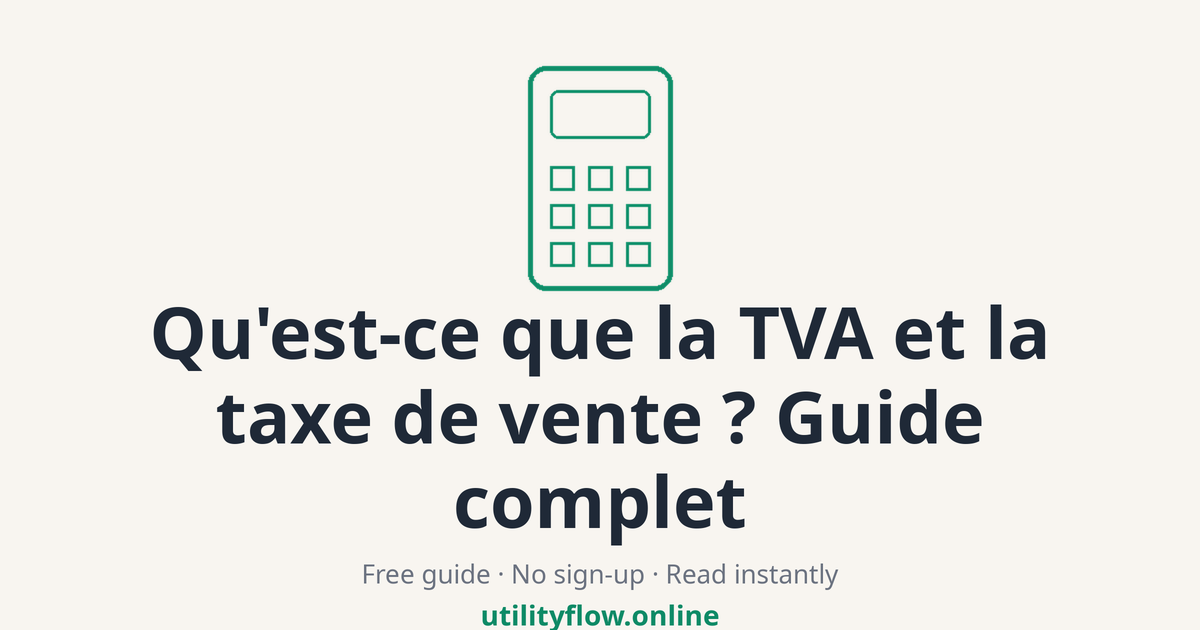 Qu'est-ce que la TVA et la
taxe de vente ? Guide
complet
Free guide · No sign-up · Read instantly
utilityflow.online